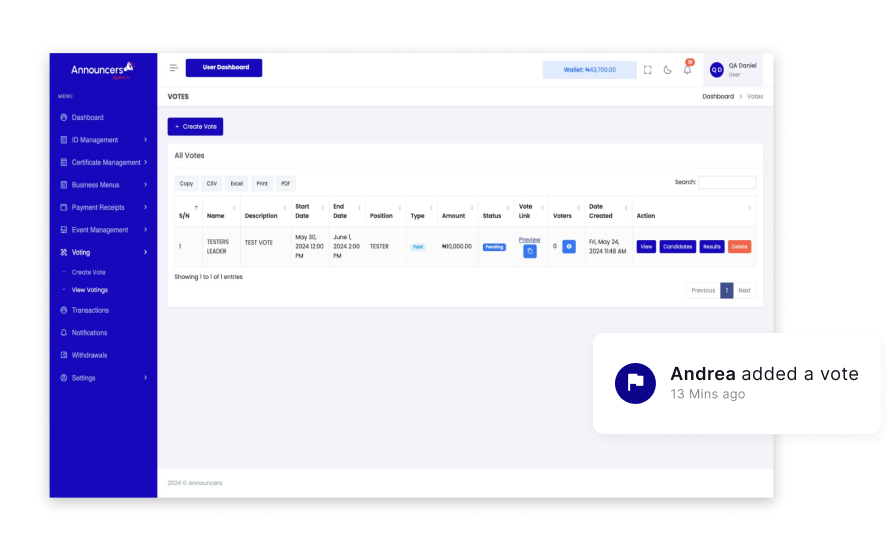 Announcers
User Dashboard
Wallet: ₦43,700.00
QA Daniel
QD
User
MENU
VOTES
Dashboard > Votes
Dashboard
ID Management
Certificate Management
Business Menus
Payment Receipts
Event Management
Voting
Create Vote
View Votings
Transactions
Notifications
Withdrawals
Settings
+ Create Vote
All Votes
Copy CSV Excel Print PDF
Search:
S/N Name Description Start Date End Date Position Type Amount Status Vote Link Voters Date Created Action
1 TESTERS LEADER TEST VOTE May 30, 2024 12:00 PM June 1, 2024 2:00 PM TESTER Paid ₦10,000.00 Pending Preview 0 Fri, May 24, 2024 11:48 AM View Candidates Results Delete
Showing 1 to 1 of 1 entries
Previous 1 Next
Andrea added a vote
13 Mins ago
2024 © Announcers.